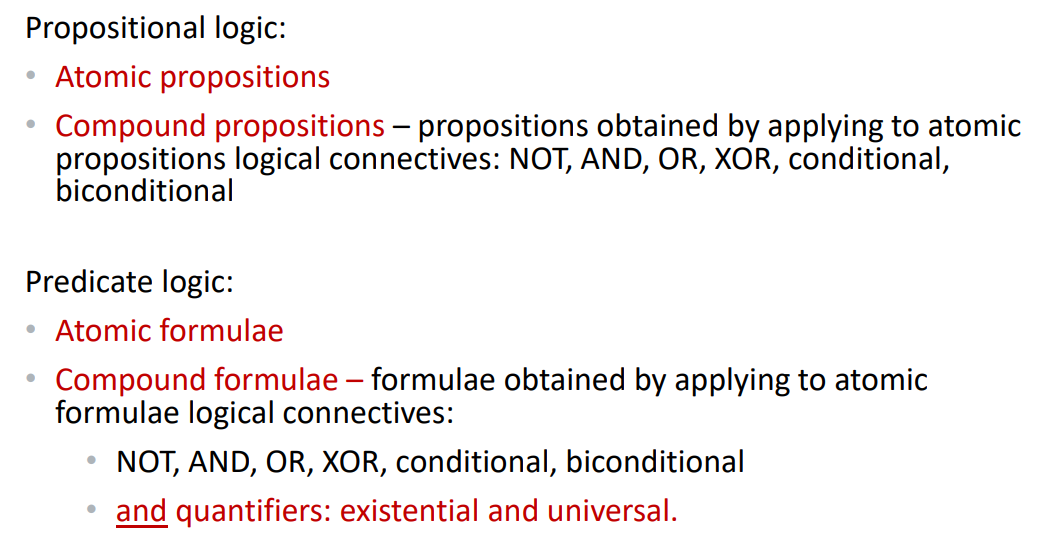 Propositional logic:
• Atomic propositions
• Compound propositions – propositions obtained by applying to atomic
propositions logical connectives: NOT, AND, OR, XOR, conditional,
biconditional
Predicate logic:
• Atomic formulae
• Compound formulae – formulae obtained by applying to atomic
formulae logical connectives:
• NOT, AND, OR, XOR, conditional, biconditional
• and quantifiers: existential and universal.